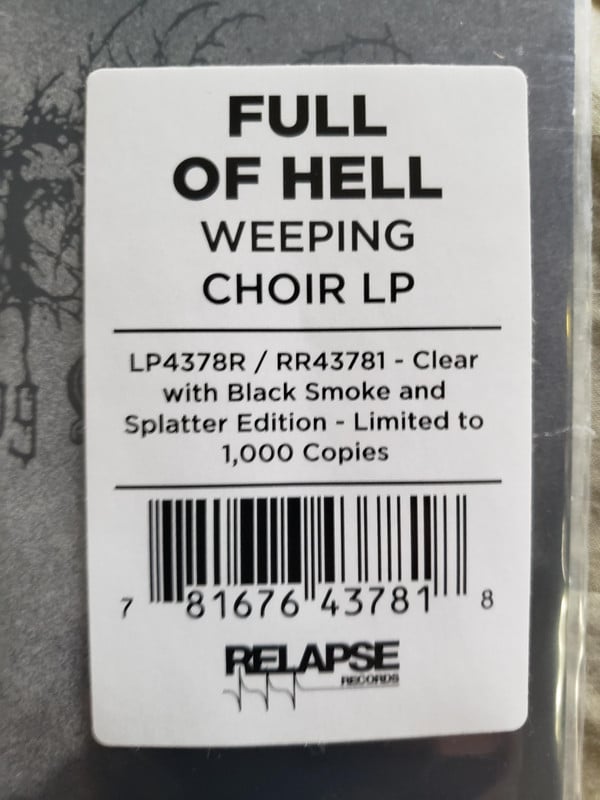 FULL
OF HELL
WEEPING
CHOIR LP
LP4378R / RR43781 - Clear
with Black Smoke and
Splatter Edition - Limited to
1,000 Copies
7 81676 43781 8
RELAPSE
RECORDS